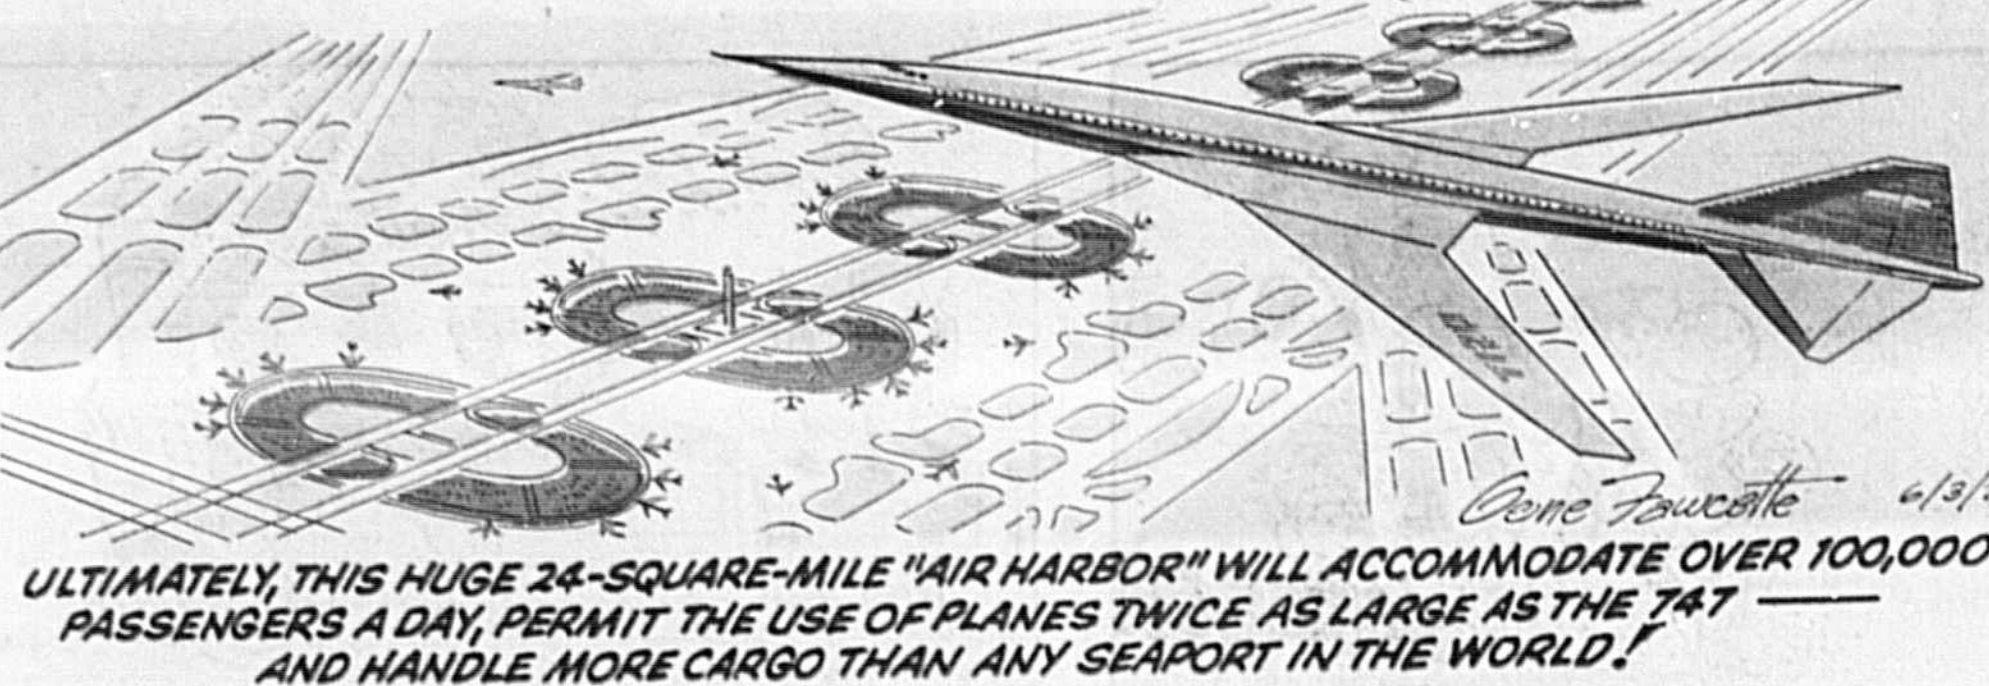 Gene Fawcette 6/3/
ULTIMATELY, THIS HUGE 24-SQUARE-MILE "AIR HARBOR" WILL ACCOMMODATE OVER 100,000
PASSENGERS A DAY, PERMIT THE USE OF PLANES TWICE AS LARGE AS THE 747 ——
AND HANDLE MORE CARGO THAN ANY SEAPORT IN THE WORLD!